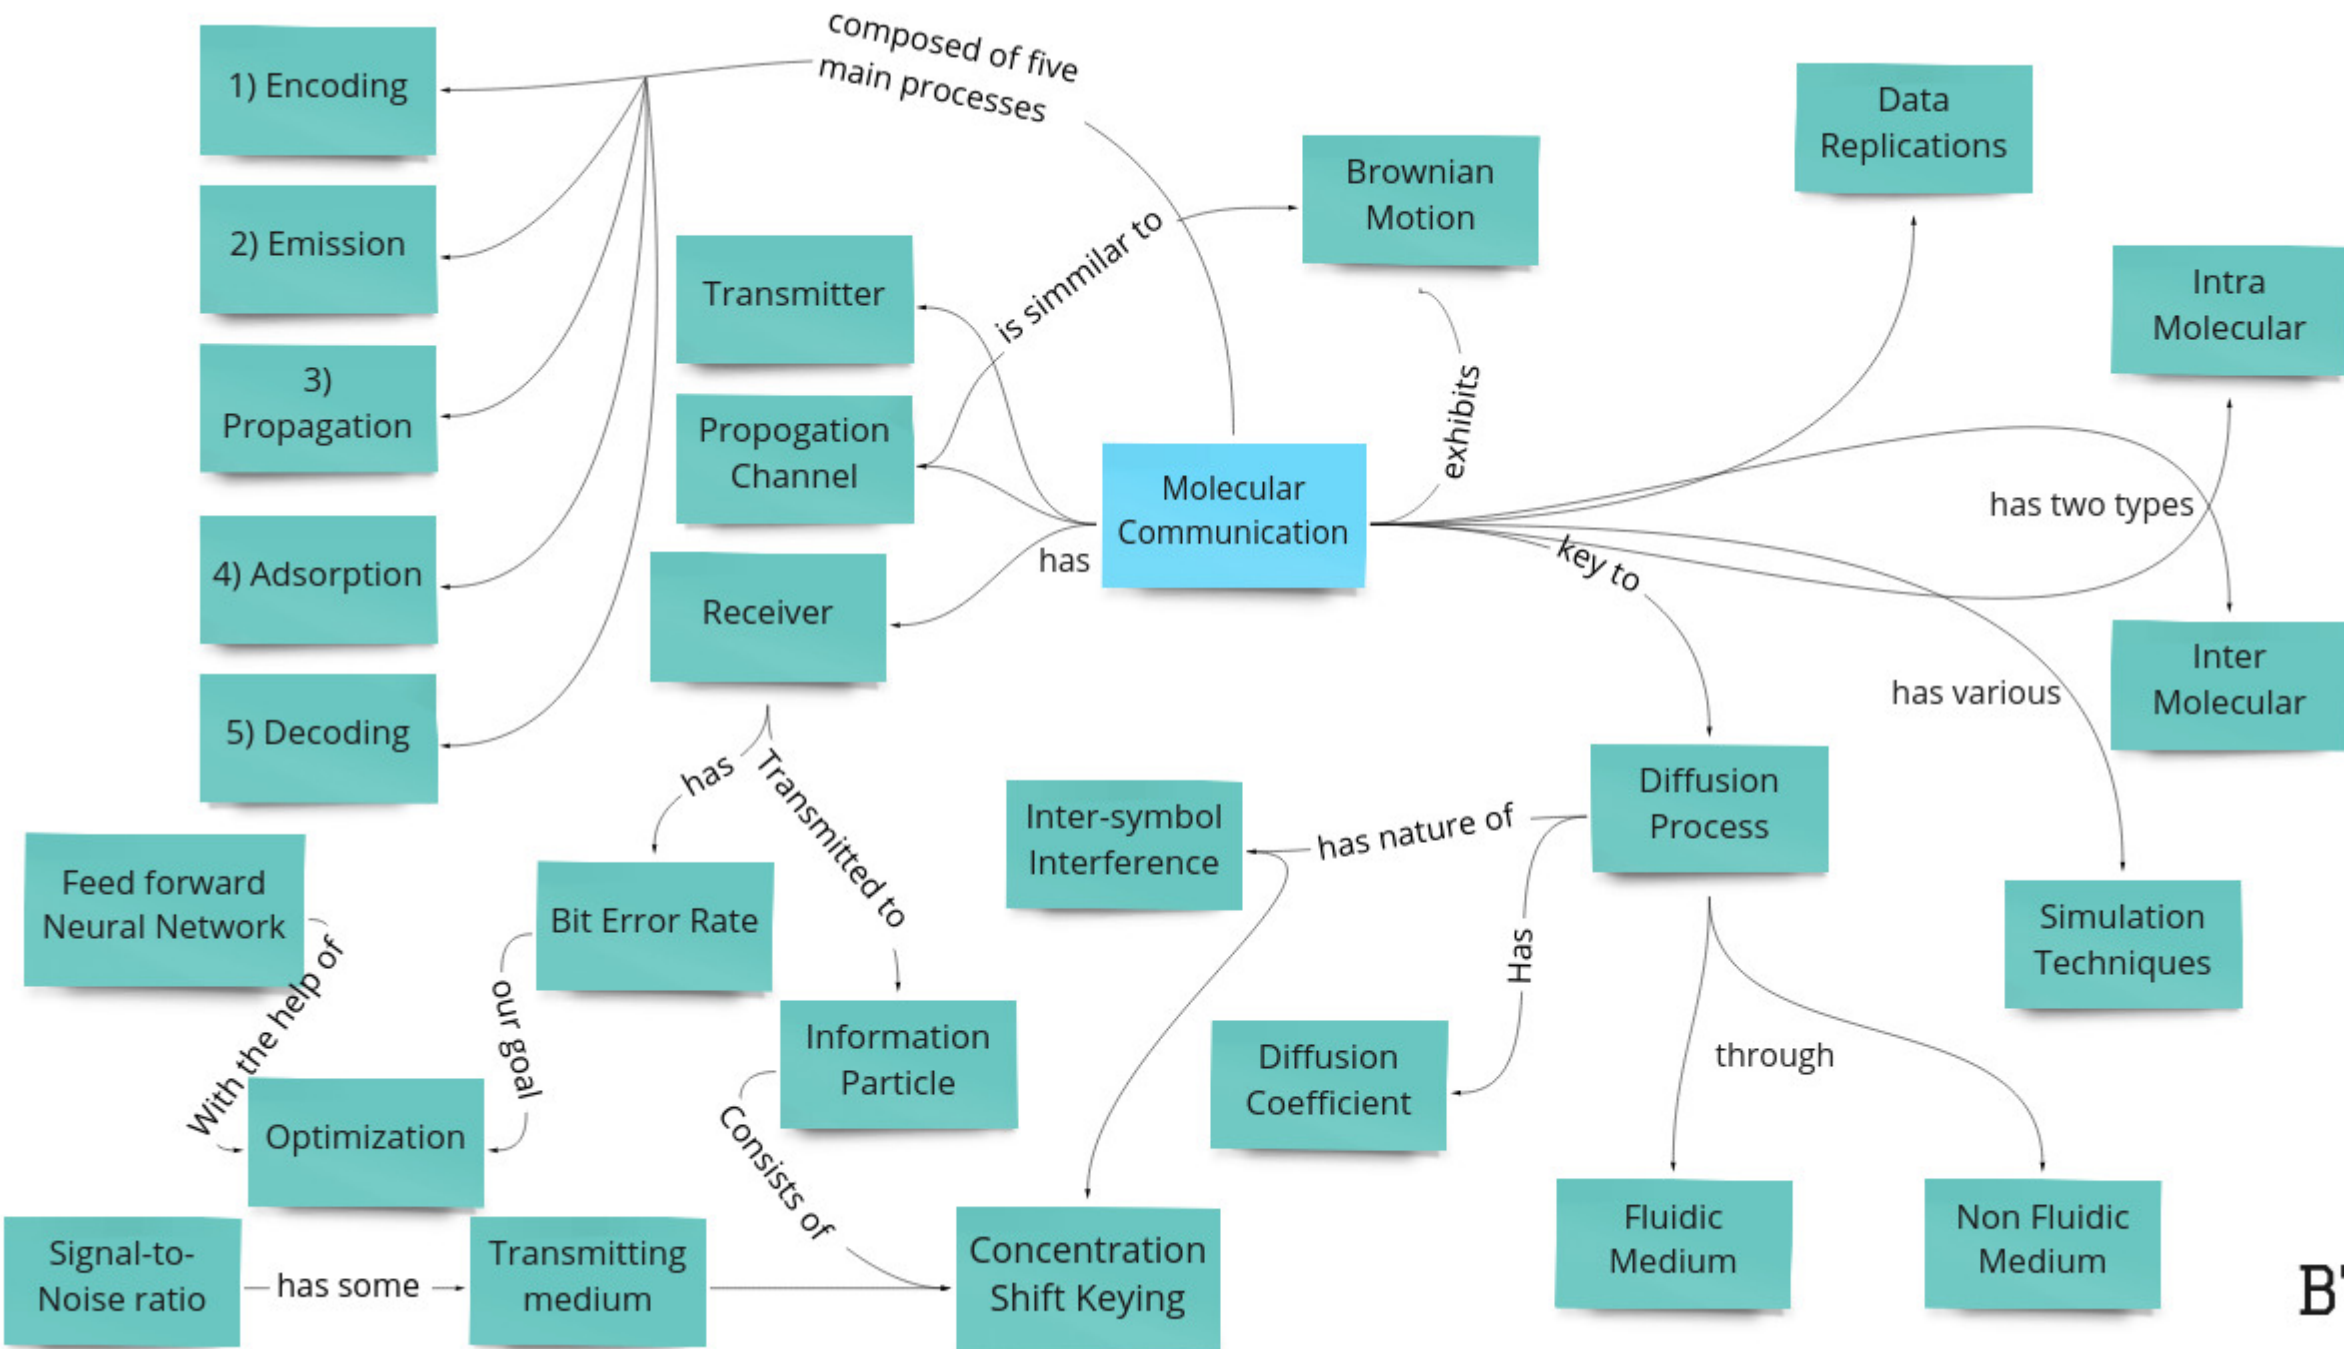 composed of five
main processes
1) Encoding
2) Emission
3)
Propagation
4) Adsorption
5) Decoding
Transmitter
Propogation
Channel
Receiver
has
is simmilar to
Brownian
Motion
exhibits
Molecular
Communication
Data
Replications
Intra
Molecular
has two types
Inter
Molecular
key to
has various
Simulation
Techniques
Diffusion
Process
has nature of
Inter-symbol
Interference
Has
Diffusion
Coefficient
through
Fluidic
Medium
Non Fluidic
Medium
has
Transmitted to
Bit Error Rate
Information
Particle
our goal
Consists of
Feed forward
Neural Network
With the help of
Optimization
Signal-to-
Noise ratio
has some
Transmitting
medium
Concentration
Shift Keying